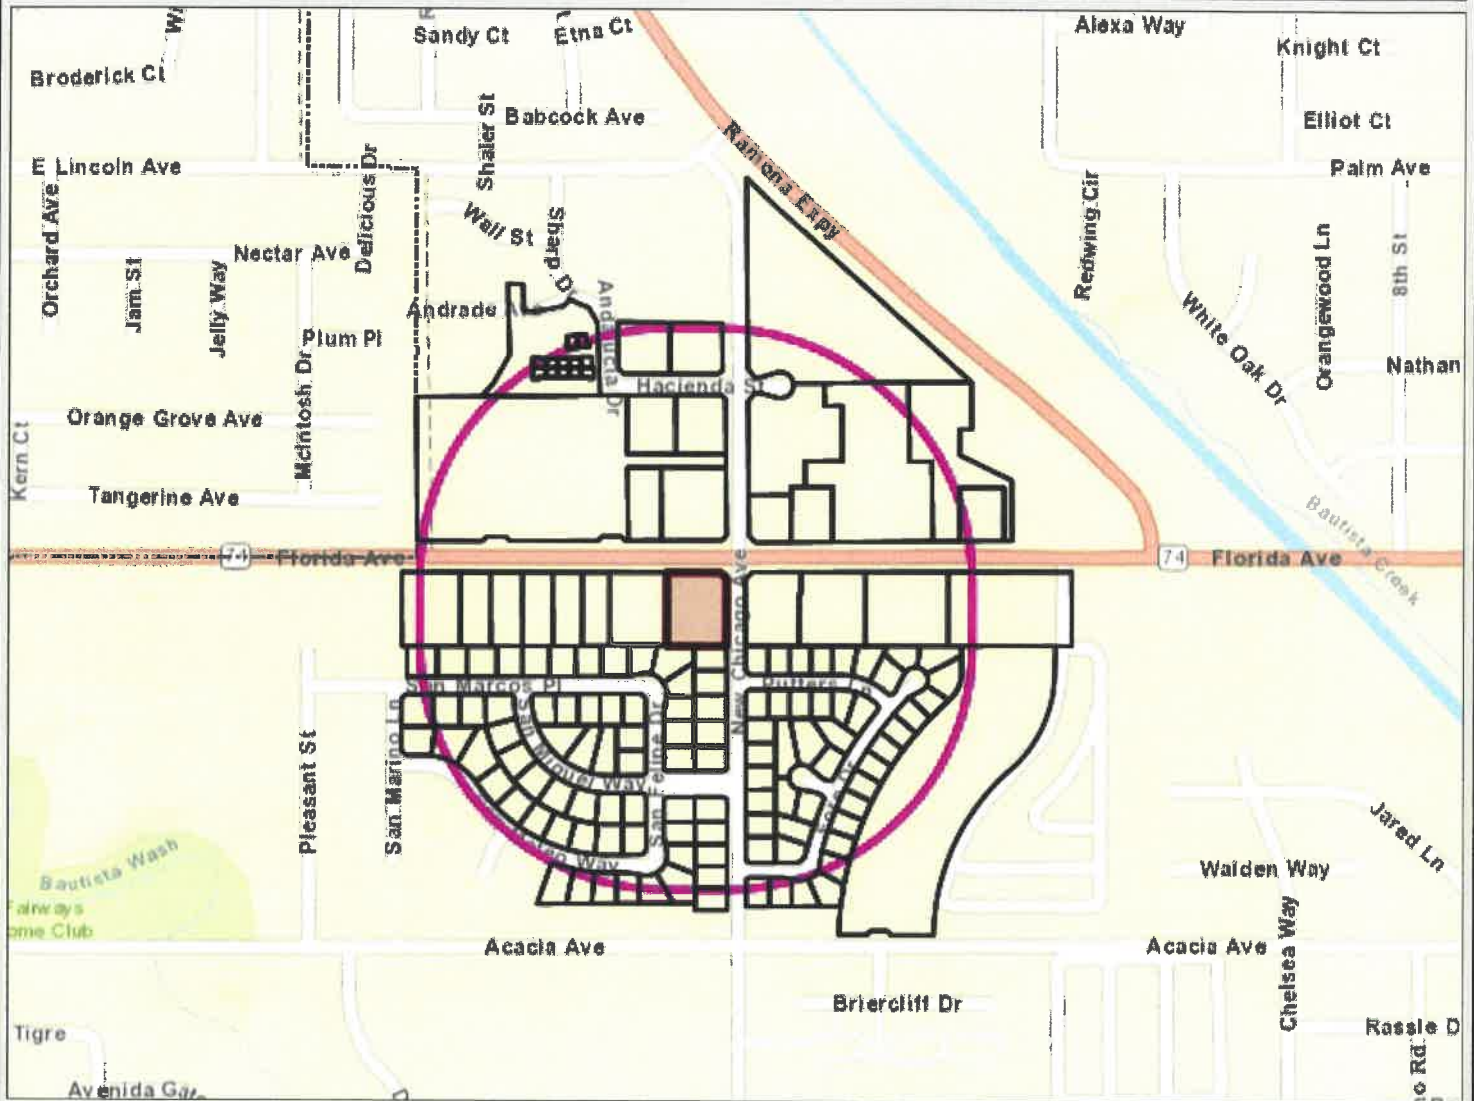 Sandy Ct
Etna Ct
Alexa Way
Knight Ct
Broderick Ct
Shaler St
Babcock Ave
Elliot Ct
Ramona Expy
E Lincoln Ave
Palm Ave
Orchard Ave
Delicious Dr
Wall St
Sharp Dr
Redwing Cir
Orangewood Ln
8th St
Nectar Ave
Jam St
Jelly Way
Andrade Ave
Andalucia Dr
White Oak Dr
Plum Pl
McIntosh Dr
Hacienda St
Nathan
Orange Grove Ave
Kern Ct
Tangerine Ave
Bautista Creek
74
Florida Ave
74
Florida Ave
New Chicago Ave
San Marcos Pl
Putters Ln
San Marino Ln
San Miguel Way
San Feline Dr
Pleasant St
Jared Ln
Bautista Wash
Walden Way
Chelsea Way
Acacia Ave
Acacia Ave
Briercliff Dr
Tigre
Rassle D